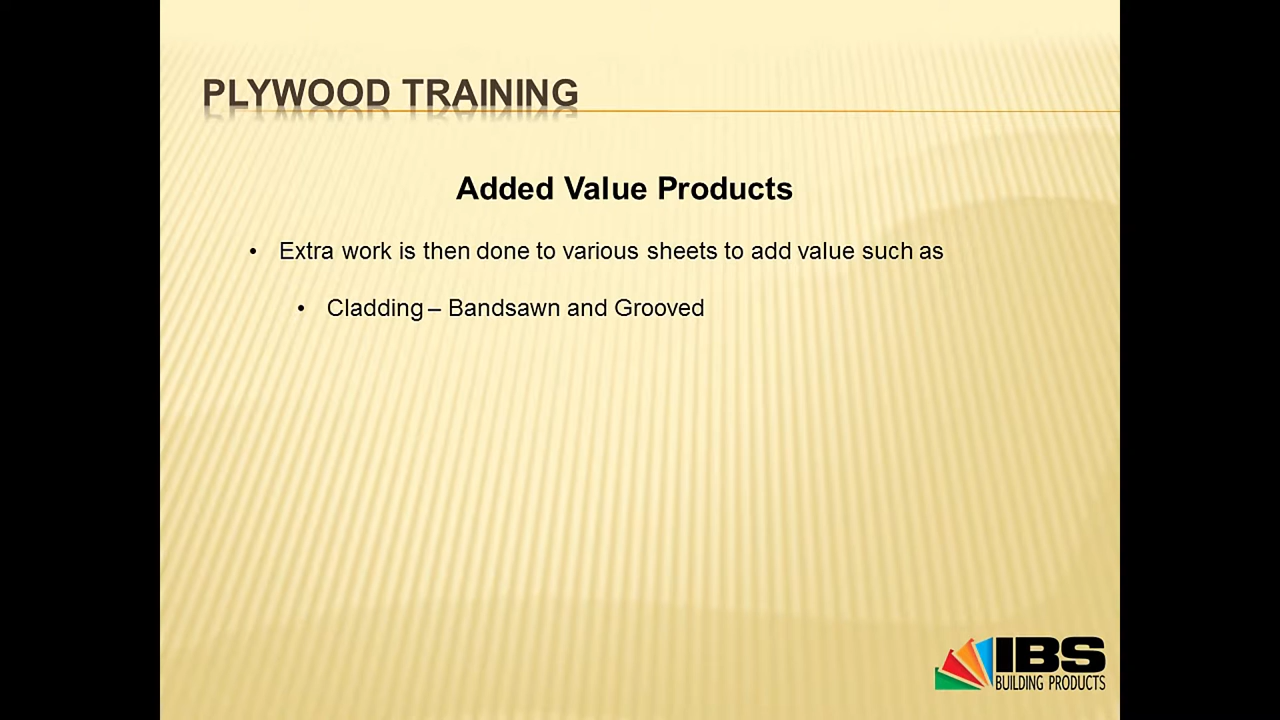 PLYWOOD TRAINING
Added Value Products
• Extra work is then done to various sheets to add value such as
• Cladding – Bandsawn and Grooved
IBS
BUILDING PRODUCTS